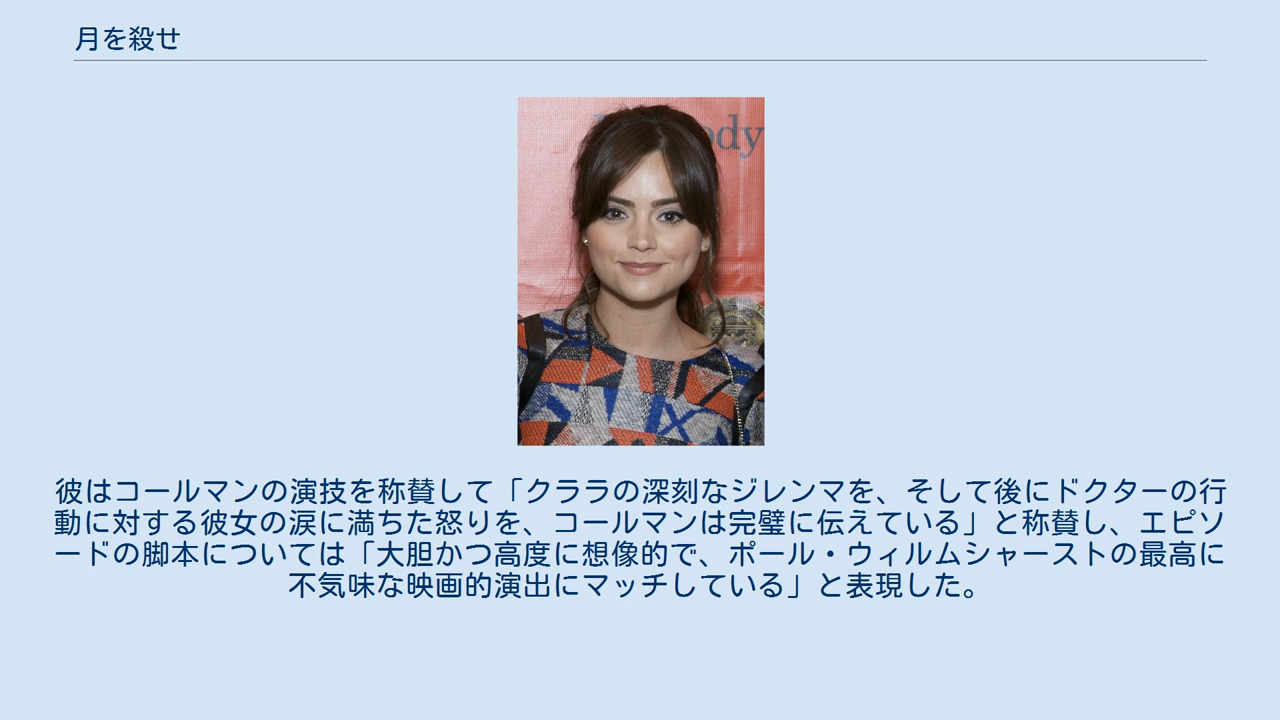 月を殺せ
ody
彼はコールマンの演技を称賛して「クララの深刻なジレンマを、そして後にドクターの行
動に対する彼女の涙に満ちた怒りを、コールマンは完璧に伝えている」と称賛し、エピソ
ードの脚本については「大胆かつ高度に想像的で、ポール・ウィルムシャーストの最高に
不気味な映画的演出にマッチしている」と表現した。